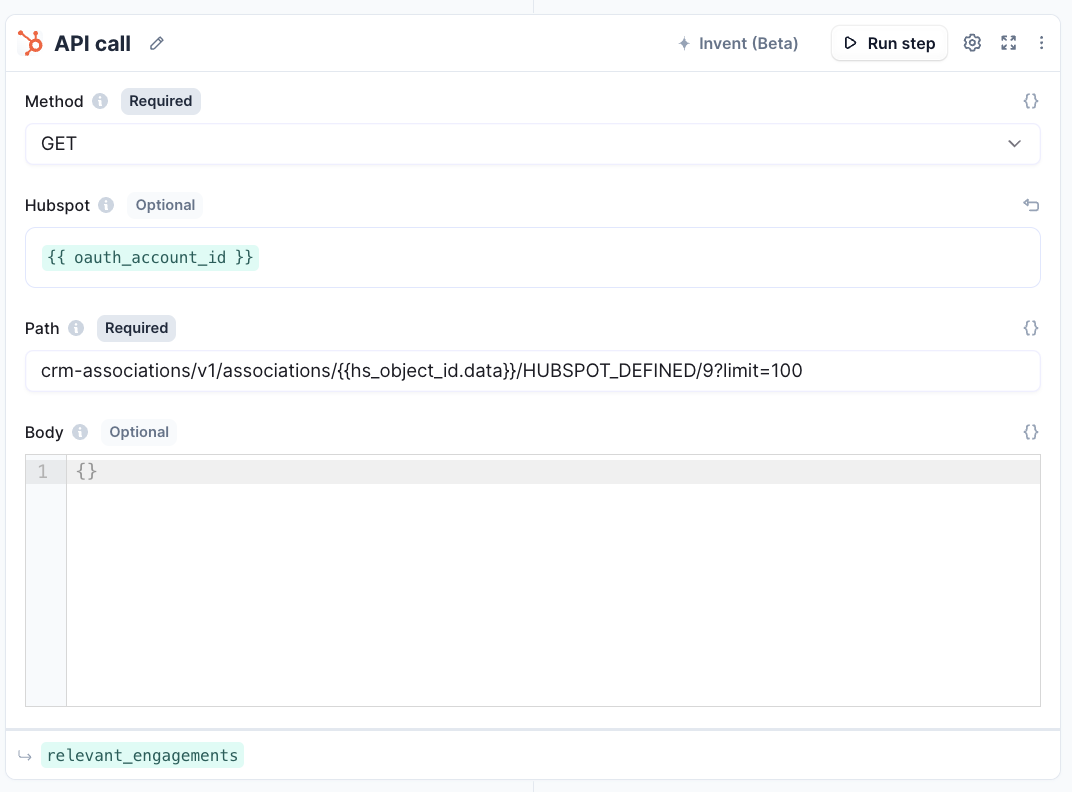 API call
Invent (Beta)
Run step
Method
Required
{}
GET
Hubspot
Optional
{{ oauth_account_id }}
Path
Required
{}
crm-associations/v1/associations/{{hs_object_id.data}}/HUBSPOT_DEFINED/9?limit=100
Body
Optional
{}
1
{}
relevant_engagements